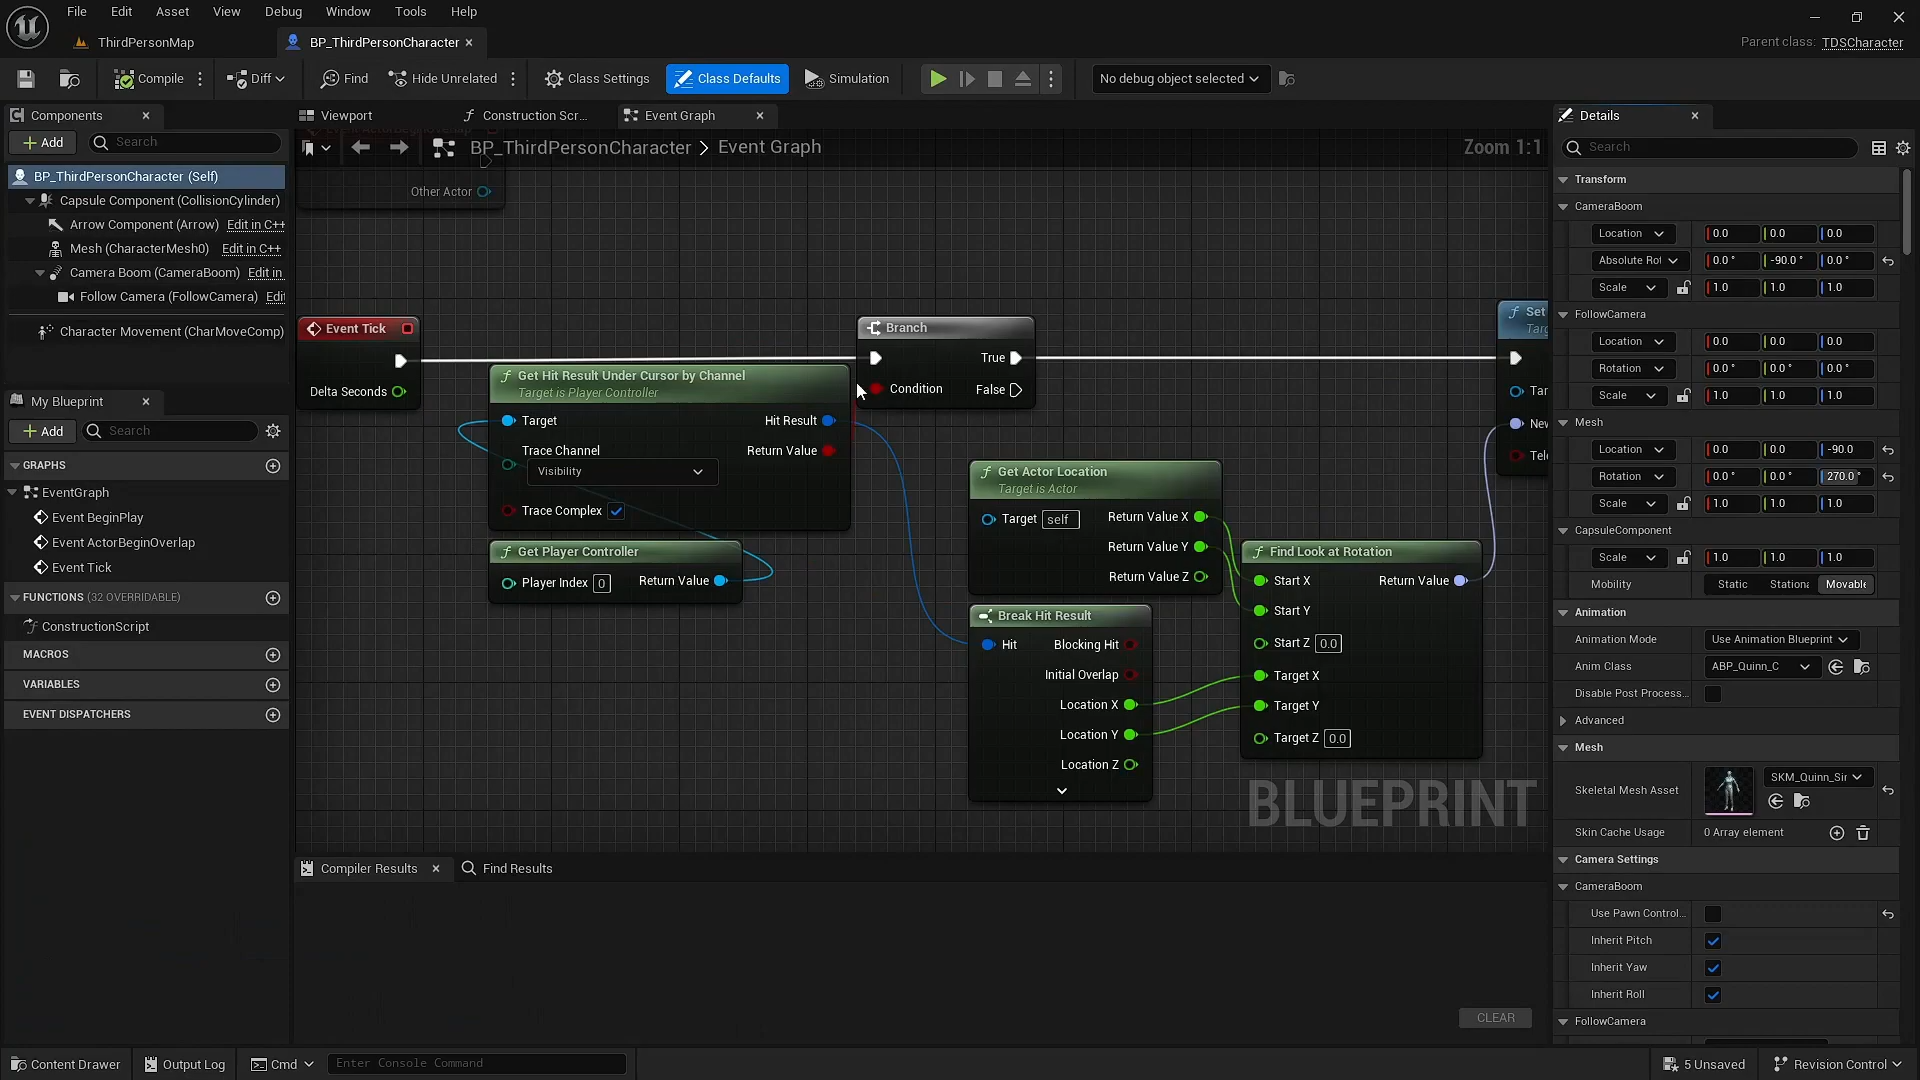 File Edit Asset View Debug Window Tools Help
ThirdPersonMap
BP_ThirdPersonCharacter
Parent class: TDSCharacter
Compile
Diff
Find
Hide Unrelated
Class Settings
Class Defaults
Simulation
No debug object selected
Components
Add
Search
BP_ThirdPersonCharacter (Self)
Capsule Component (CollisionCylinder)
Arrow Component (Arrow) Edit in C++
Mesh (CharacterMesh0) Edit in C++
Camera Boom (CameraBoom) Edit in
Follow Camera (FollowCamera) Edi
Character Movement (CharMoveComp)
My Blueprint
Add
Search
GRAPHS
EventGraph
Event BeginPlay
Event ActorBeginOverlap
Event Tick
FUNCTIONS (32 OVERRIDABLE)
ConstructionScript
MACROS
VARIABLES
EVENT DISPATCHERS
Viewport
Construction Scr...
Event Graph
Event ActorBeginOverlap
BP_ThirdPersonCharacter > Event Graph
Zoom 1:1
Other Actor
Event Tick
Delta Seconds
Get Hit Result Under Cursor by Channel
Target is Player Controller
Target Hit Result
Trace Channel Return Value
Visibility
Trace Complex
Get Player Controller
Player Index 0 Return Value
Branch
True
Condition False
Get Actor Location
Target is Actor
Target self Return Value X
Return Value Y
Return Value Z
Break Hit Result
Hit Blocking Hit
Initial Overlap
Location X
Location Y
Location Z
Find Look at Rotation
Start X Return Value
Start Y
Start Z 0.0
Target X
Target Y
Target Z 0.0
Set
Targ
Tar
New
Tele
BLUEPRINT
Compiler Results
Find Results
CLEAR
Details
Search
Transform
CameraBoom
Location 0.0 0.0 0.0
Absolute Rot 0.0 ° -90.0 ° 0.0 °
Scale 1.0 1.0 1.0
FollowCamera
Location 0.0 0.0 0.0
Rotation 0.0 ° 0.0 ° 0.0 °
Scale 1.0 1.0 1.0
Mesh
Location 0.0 0.0 -90.0
Rotation 0.0 ° 0.0 ° 270.0 °
Scale 1.0 1.0 1.0
CapsuleComponent
Scale 1.0 1.0 1.0
Mobility Static Stationa Movable
Animation
Animation Mode Use Animation Blueprint
Anim Class ABP_Quinn_C
Disable Post Process...
Advanced
Mesh
Skeletal Mesh Asset SKM_Quinn_Sir
Skin Cache Usage 0 Array element
Camera Settings
CameraBoom
Use Pawn Control...
Inherit Pitch
Inherit Yaw
Inherit Roll
FollowCamera
Content Drawer
Output Log
Cmd
Enter Console Command
5 Unsaved
Revision Control